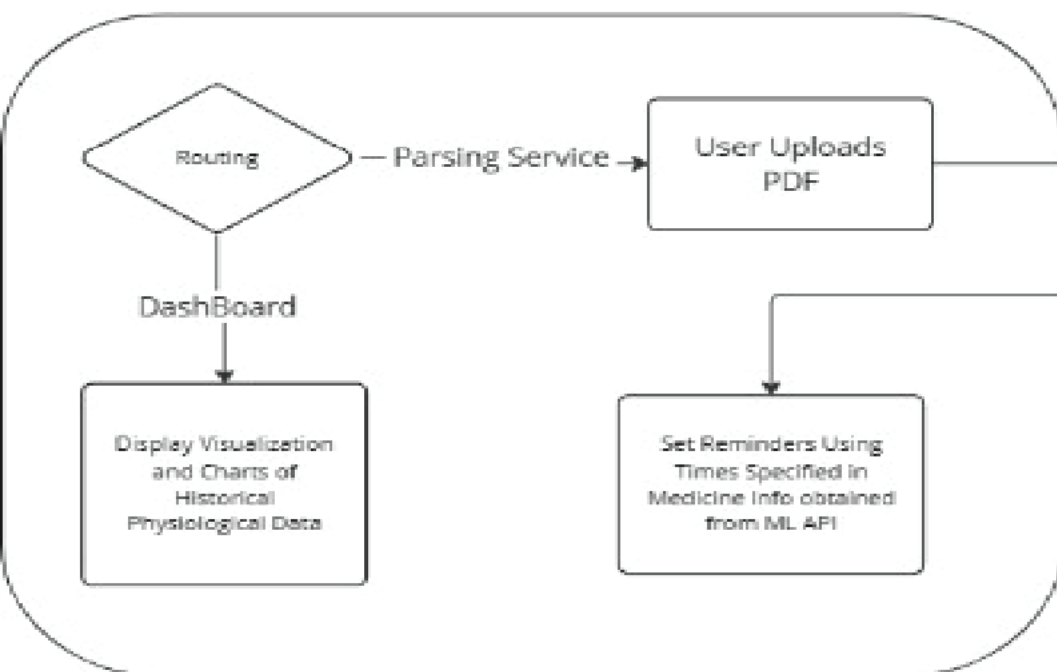 Routing
Parsing Service
User Uploads
PDF
DashBoard
Display Visualization
and Charts of
Historical
Physiological Data
Set Reminders Using
Times Specified in
Medicine info obtained
from ML API